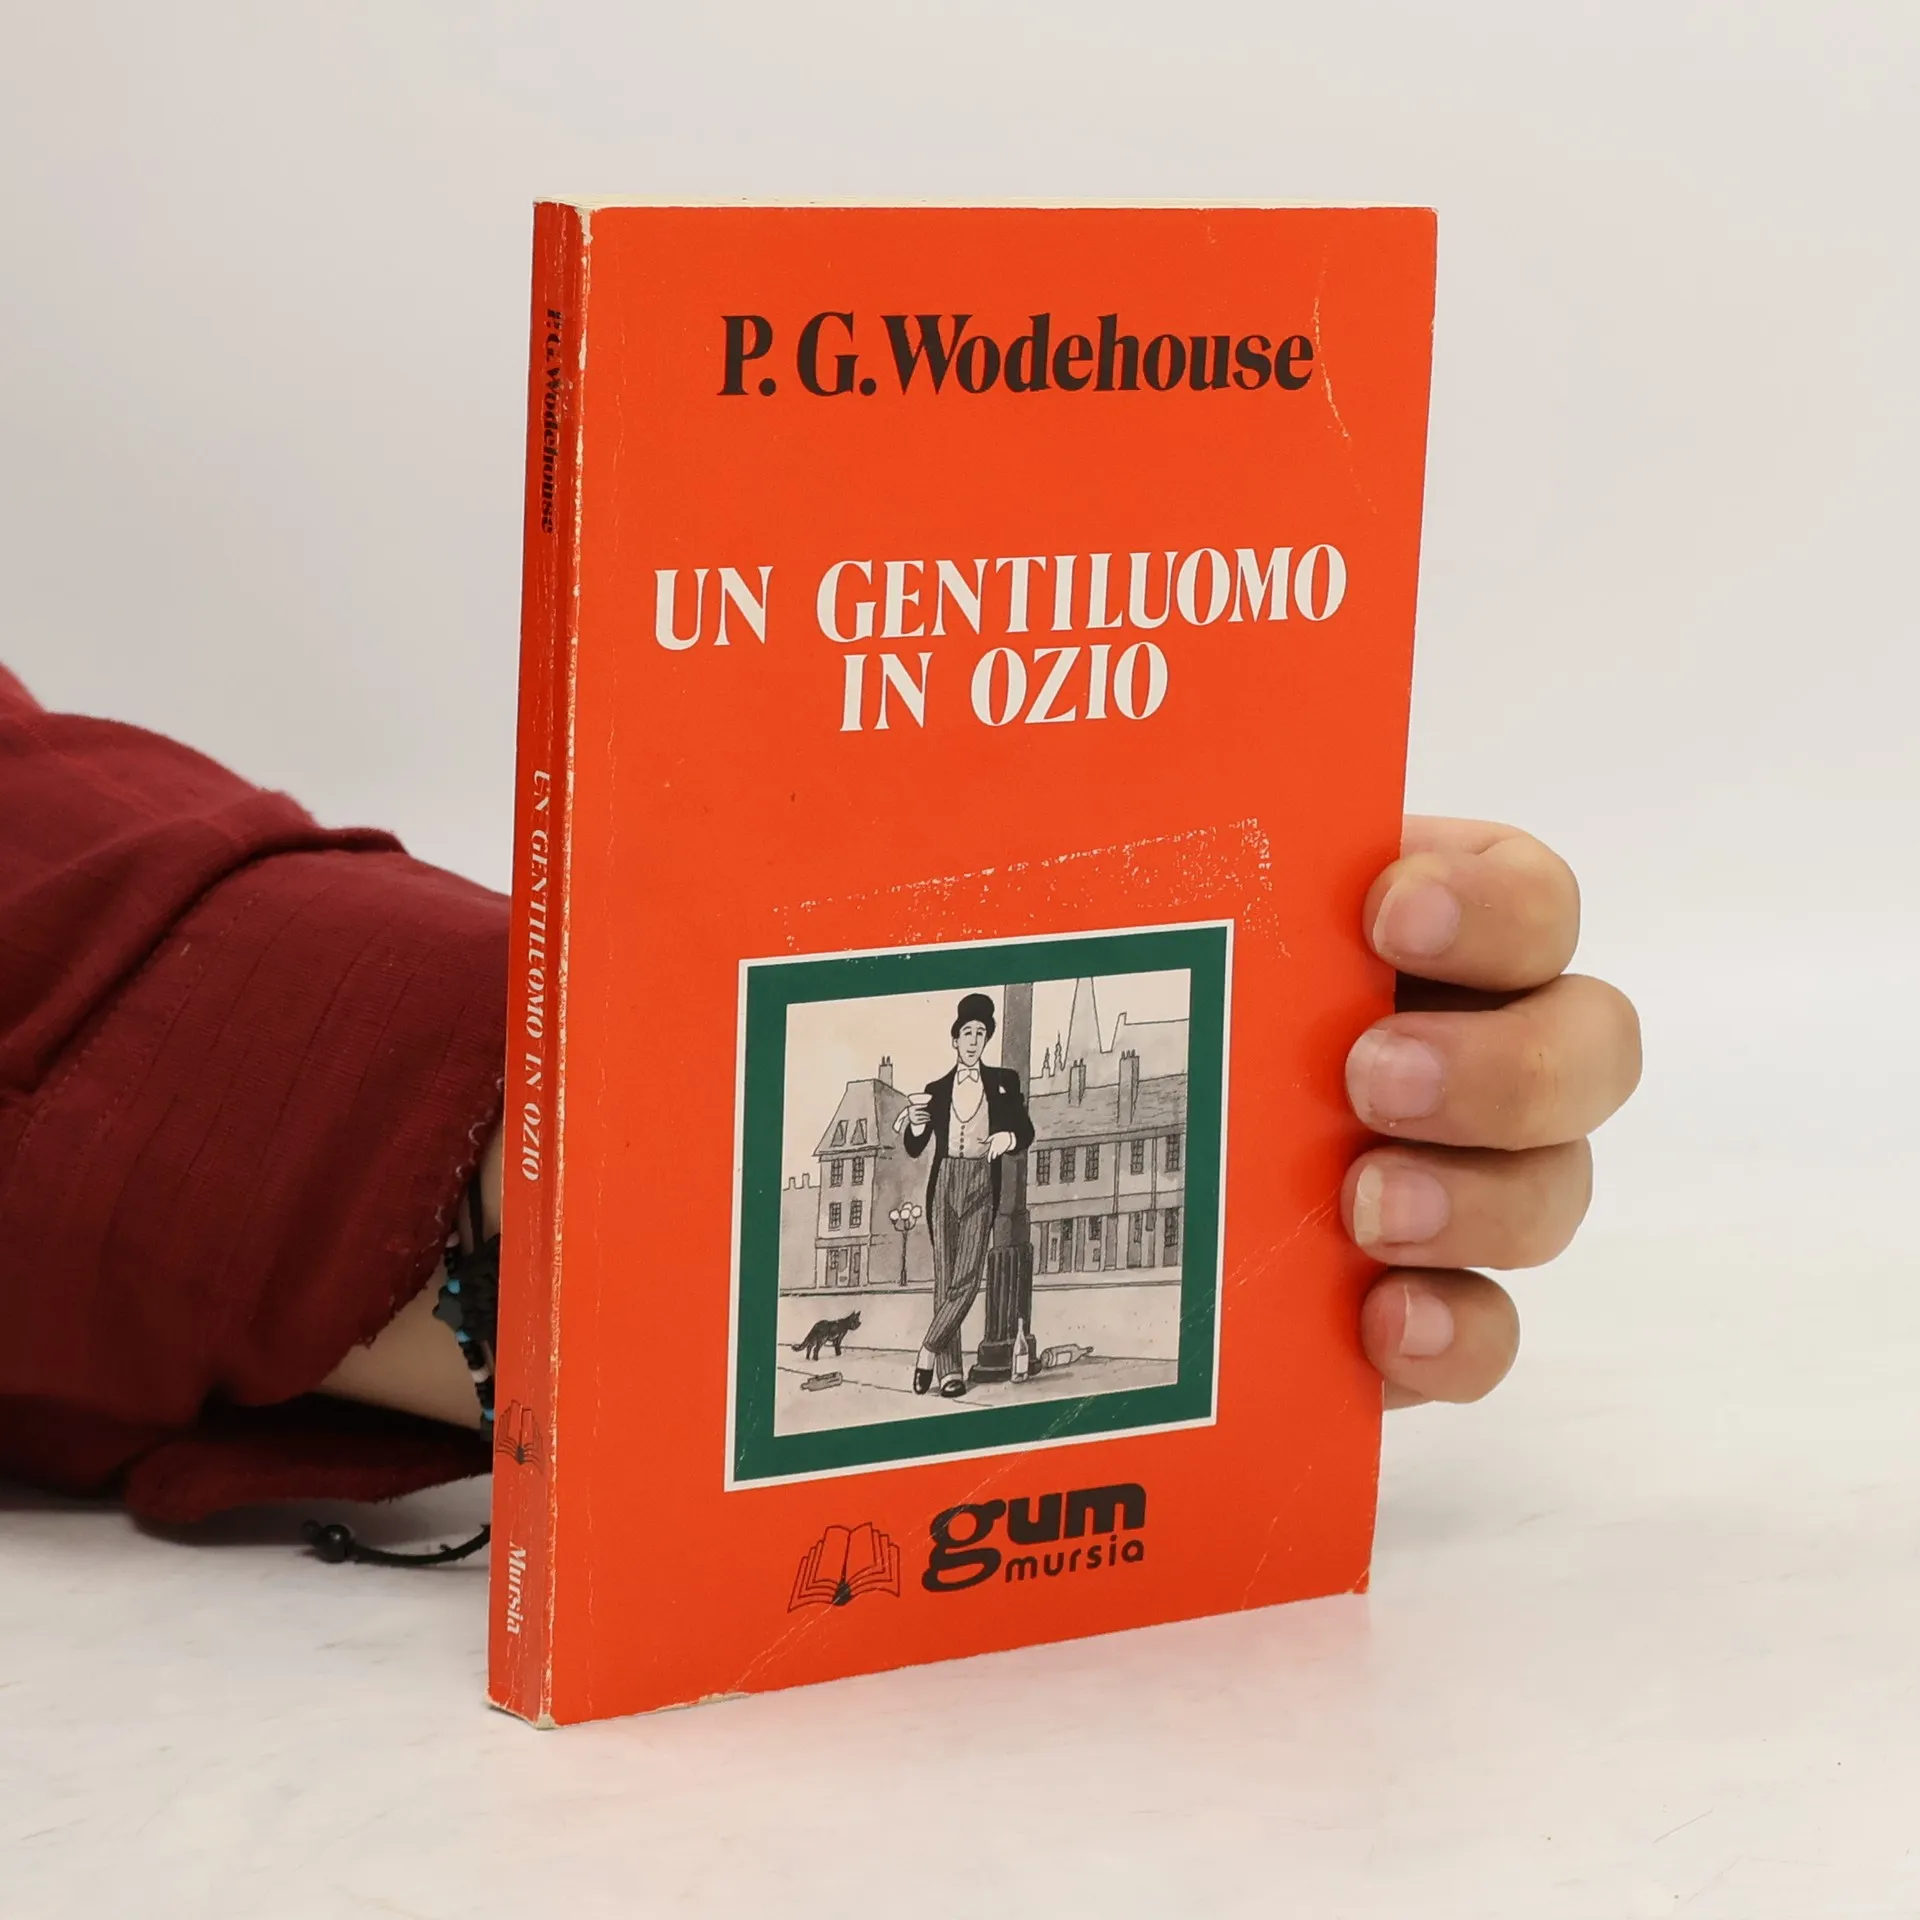 P. G. Wodehouse
UN GENTILUOMO
IN OZIO
gum
mursia
P. G. Wodehouse
UN GENTILUOMO IN OZIO
Mursia